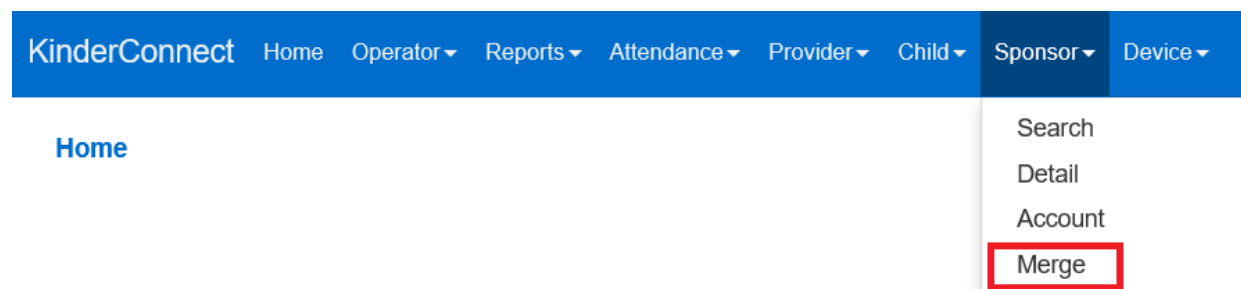 KinderConnect Home Operator Reports Attendance Provider Child Sponsor Device
Home
Search
Detail
Account
Merge